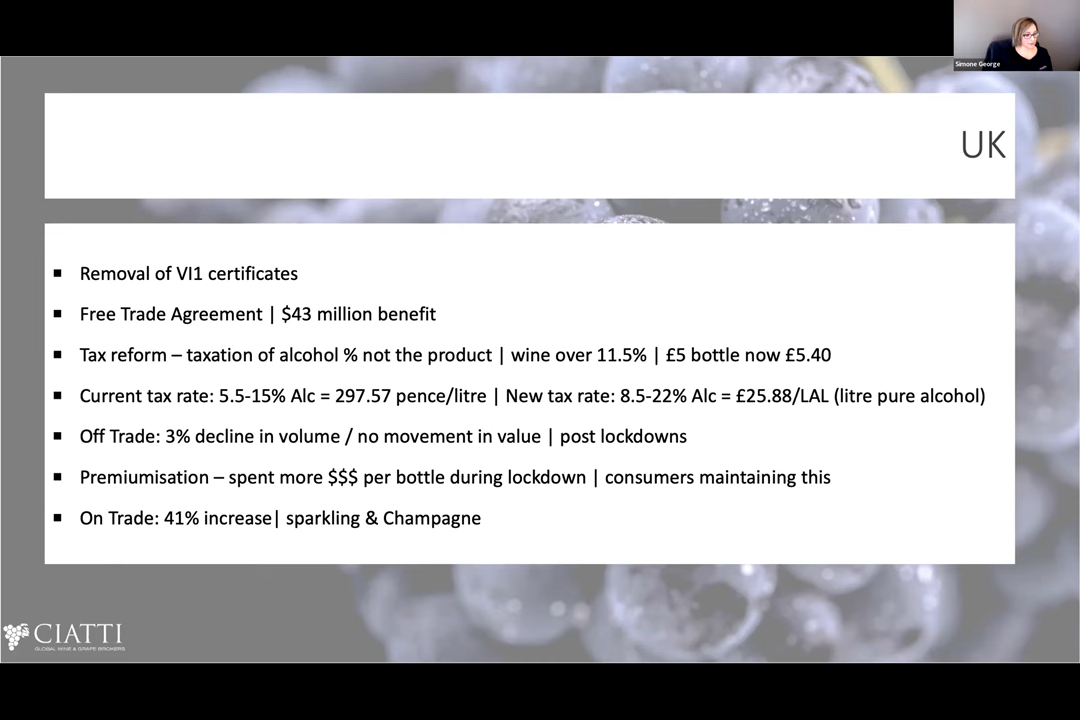 Simone George
UK
Removal of VI1 certificates
Free Trade Agreement | $43 million benefit
Tax reform – taxation of alcohol % not the product | wine over 11.5% | £5 bottle now £5.40
Current tax rate: 5.5-15% Alc = 297.57 pence/litre | New tax rate: 8.5-22% Alc = £25.88/LAL (litre pure alcohol)
Off Trade: 3% decline in volume / no movement in value | post lockdowns
Premiumisation – spent more $$$ per bottle during lockdown | consumers maintaining this
On Trade: 41% increase| sparkling & Champagne
CIATTI
GLOBAL WINE & GRAPE BROKERS